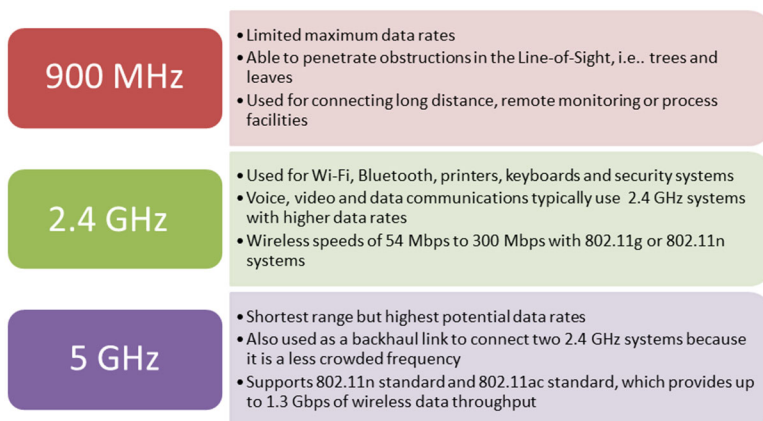 900 MHz
• Limited maximum data rates
• Able to penetrate obstructions in the Line-of-Sight, i.e.. trees and
leaves
• Used for connecting long distance, remote monitoring or process
facilities
2.4 GHz
• Used for Wi-Fi, Bluetooth, printers, keyboards and security systems
• Voice, video and data communications typically use 2.4 GHz systems
with higher data rates
• Wireless speeds of 54 Mbps to 300 Mbps with 802.11g or 802.11n
systems
5 GHz
• Shortest range but highest potential data rates
• Also used as a backhaul link to connect two 2.4 GHz systems because
it is a less crowded frequency
• Supports 802.11n standard and 802.11ac standard, which provides up
to 1.3 Gbps of wireless data throughput